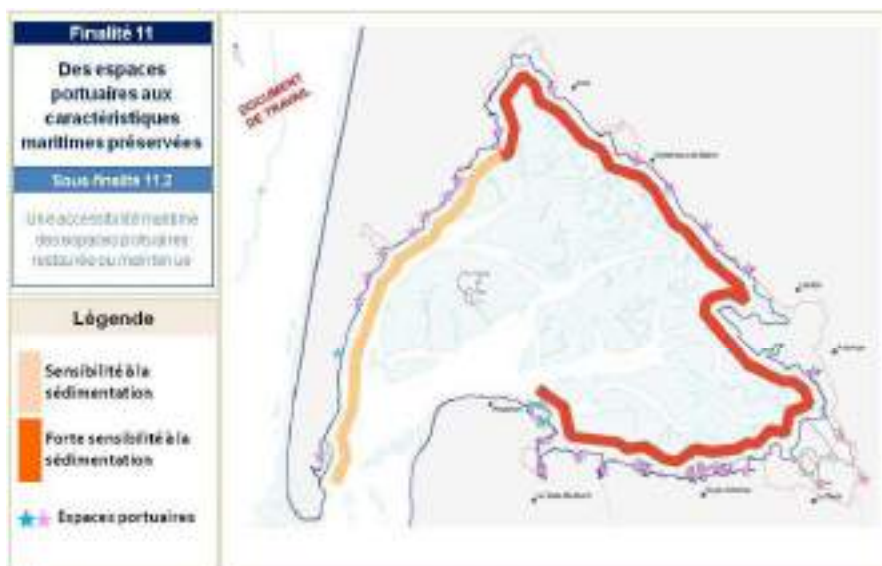 Finalité 11
Des espaces
portuaires aux
caractéristiques
maritimes préservées
Sous-finalité 11.2
Une accessibilité maritime
des espaces portuaires
restaurée ou maintenue
Légende
Sensibilité à la
sédimentation
Forte sensibilité à la
sédimentation
Espaces portuaires
DOCUMENT
DE TRAVAIL